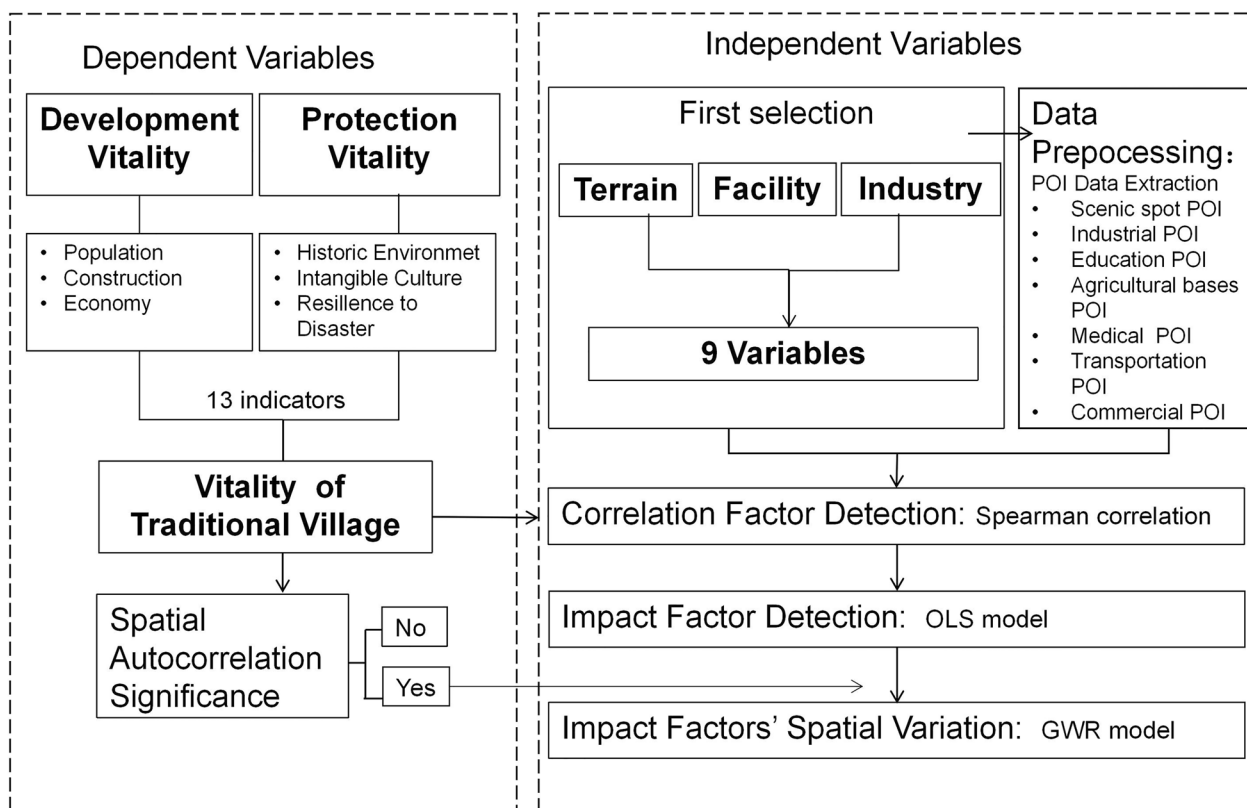 Dependent Variables
Development
Vitality
Protection
Vitality
• Population
• Construction
• Economy
• Historic Environmet
• Intangible Culture
• Resillence to
Disaster
13 indicators
Vitality of
Traditional Village
Spatial
Autocorrelation
Significance
No
Yes
Independent Variables
First selection
Terrain
Facility
Industry
9 Variables
Data
Prepocessing：
POI Data Extraction
• Scenic spot POI
• Industrial POI
• Education POI
• Agricultural bases
POI
• Medical POI
• Transportation
POI
• Commercial POI
Correlation Factor Detection: Spearman correlation
Impact Factor Detection: OLS model
Impact Factors’ Spatial Variation: GWR model